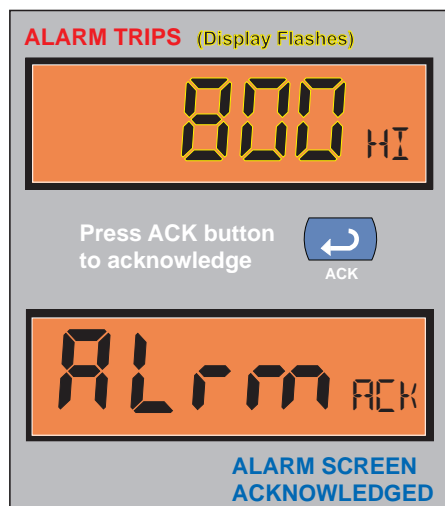 ALARM TRIPS (Display Flashes)
800 HI
Press ACK button
to acknowledge
ACK
ALrm ACK
ALARM SCREEN
ACKNOWLEDGED